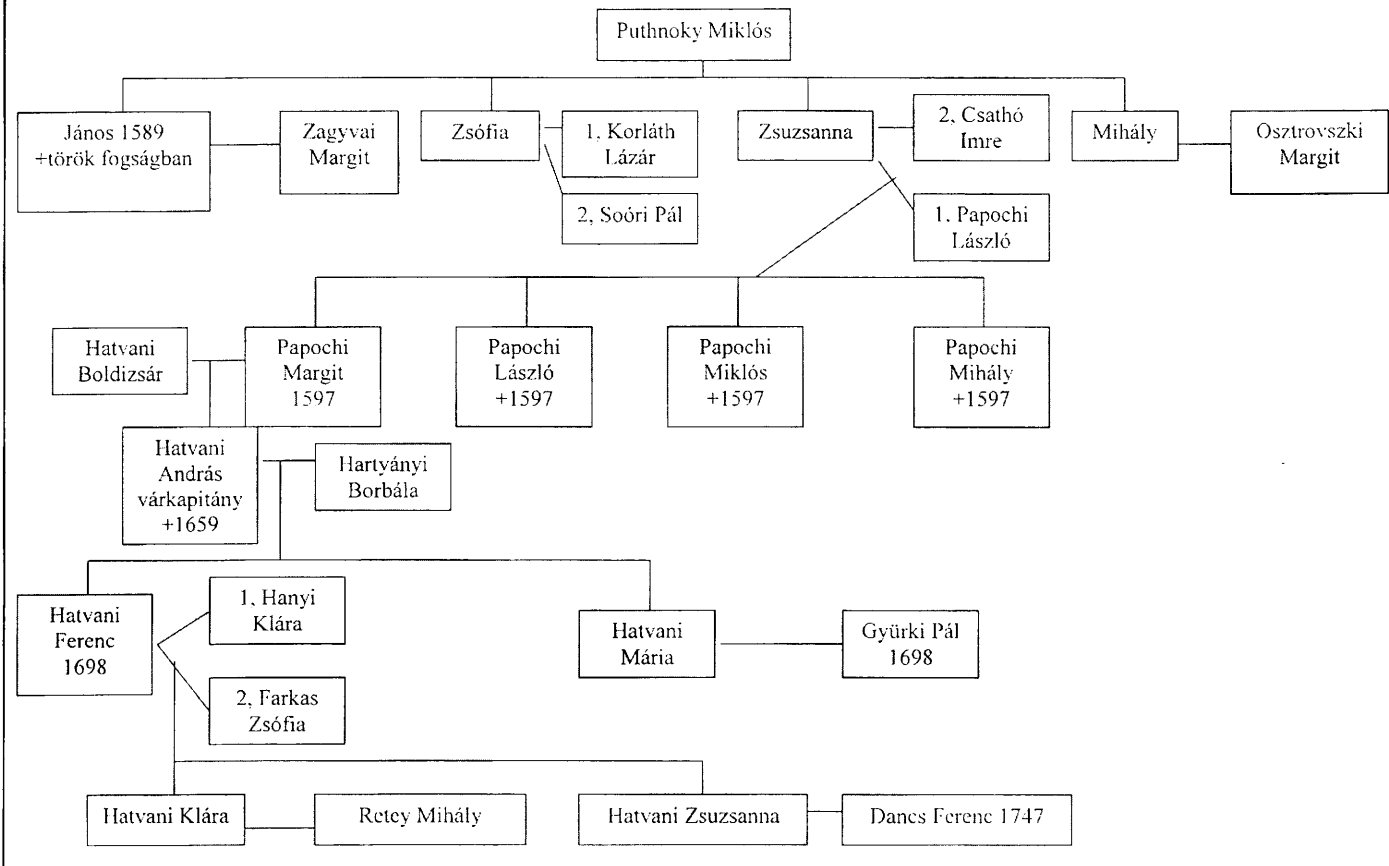 Puthnoky Miklós
János 1589
+török fogságban
Zagyvai
Margit
Zsófia
1, Korláth
Lázár
2, Soóri Pál
Zsuzsanna
2, Csathó
Imre
1, Papochi
László
Mihály
Osztrovszki
Margit
Hatvani
Boldizsár
Papochi
Margit
1597
Papochi
László
+1597
Papochi
Miklós
+1597
Papochi
Mihály
+1597
Hatvani
András
várkapitány
+1659
Hartyányi
Borbála
Hatvani
Ferenc
1698
1, Hanyi
Klára
2, Farkas
Zsófia
Hatvani
Mária
Gyürki Pál
1698
Hatvani Klára
Retey Mihály
Hatvani Zsuzsanna
Dancs Ferenc 1747